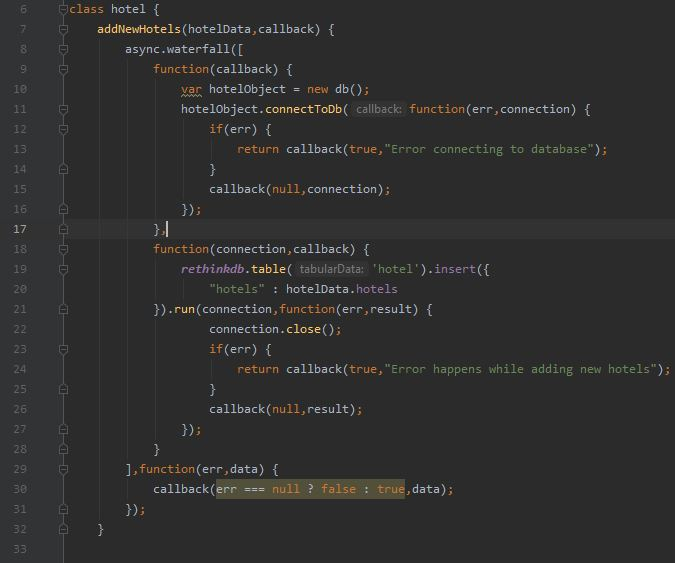 6 class hotel {
7 addNewHotels(hotelData,callback) {
8 async.waterfall([
9 function(callback) {
10 var hotelObject = new db();
11 hotelObject.connectToDb( callback: function(err,connection) {
12 if(err) {
13 return callback(true,"Error connecting to database");
14 }
15 callback(null,connection);
16 });
17 },
18 function(connection,callback) {
19 rethinkdb.table( tabularData: 'hotel').insert({
20 "hotels" : hotelData.hotels
21 }).run(connection,function(err,result) {
22 connection.close();
23 if(err) {
24 return callback(true,"Error happens while adding new hotels");
25 }
26 callback(null,result);
27 });
28 }
29 ],function(err,data) {
30 callback(err === null ? false : true,data);
31 });
32 }
33